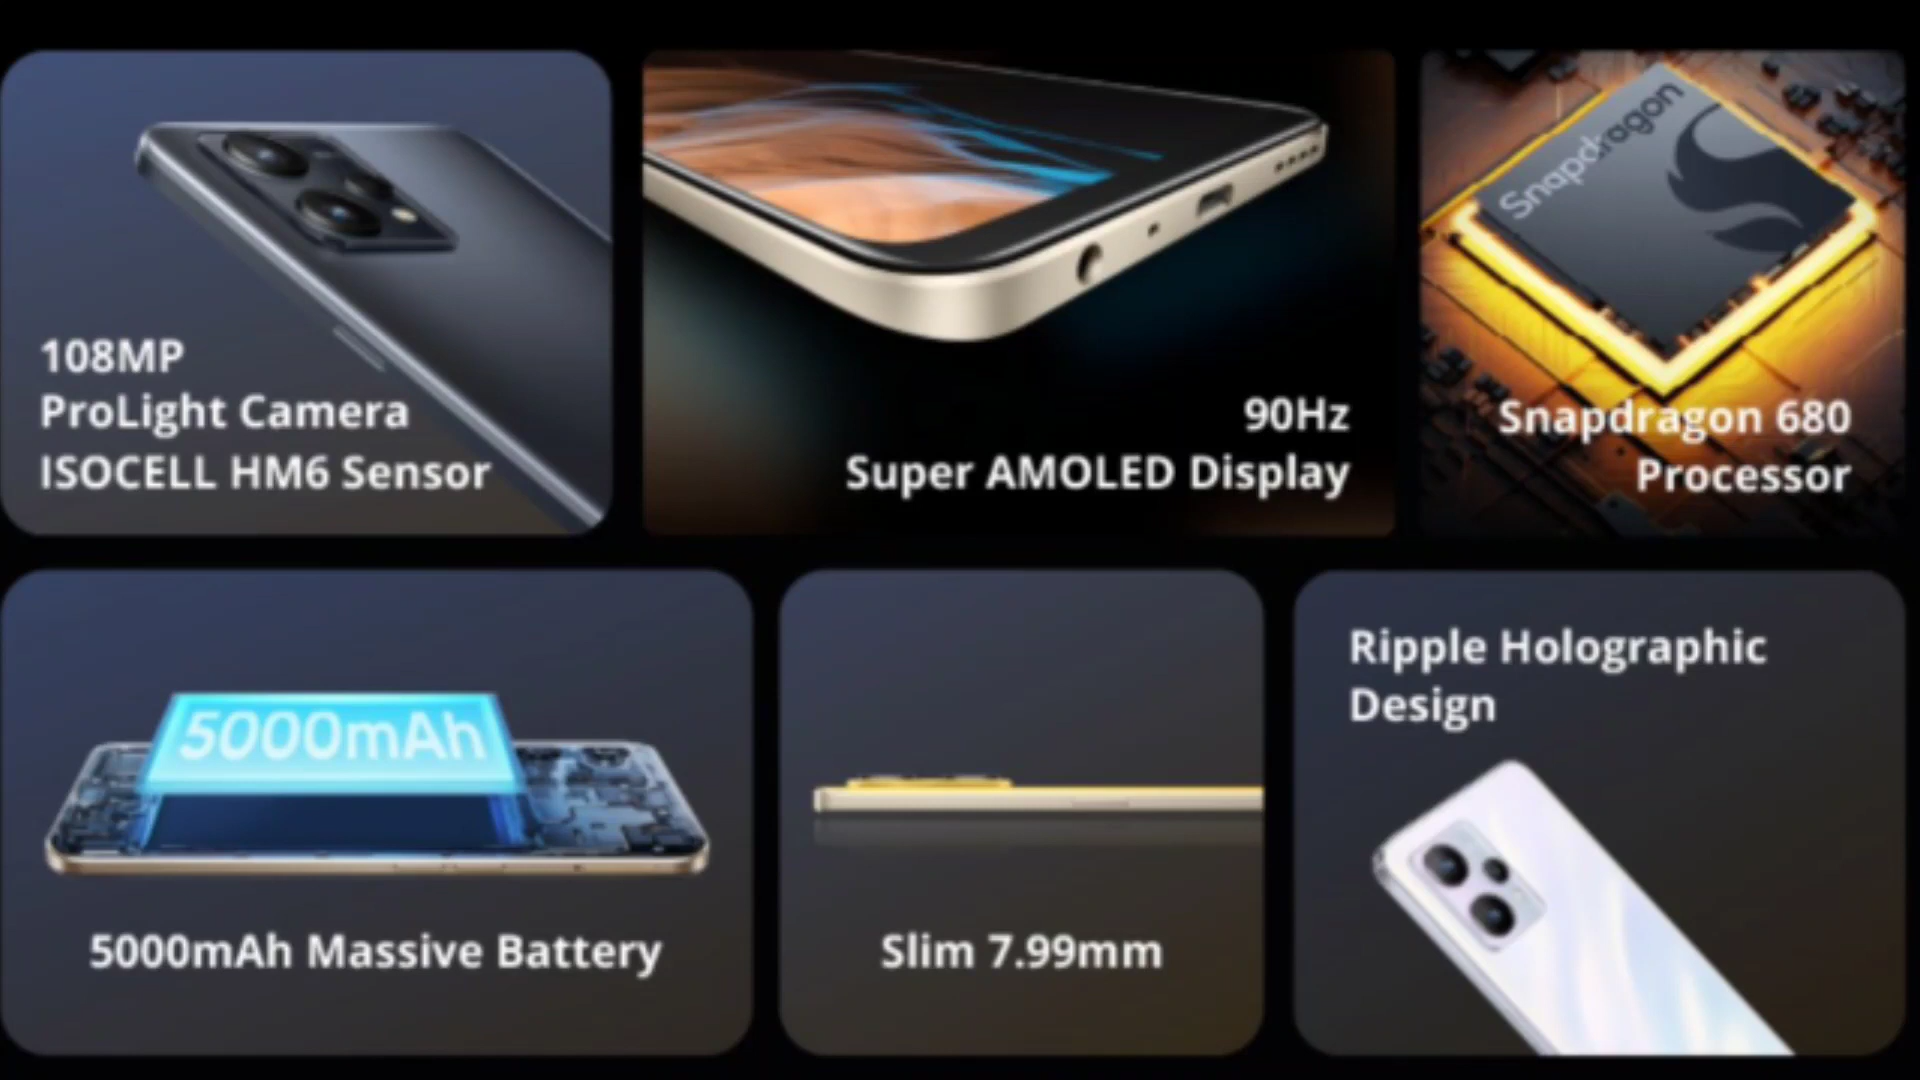 108MP
ProLight Camera
ISOCELL HM6 Sensor
90Hz
Super AMOLED Display
Snapdragon
Snapdragon 680
Processor
5000mAh
5000mAh Massive Battery
Slim 7.99mm
Ripple Holographic
Design